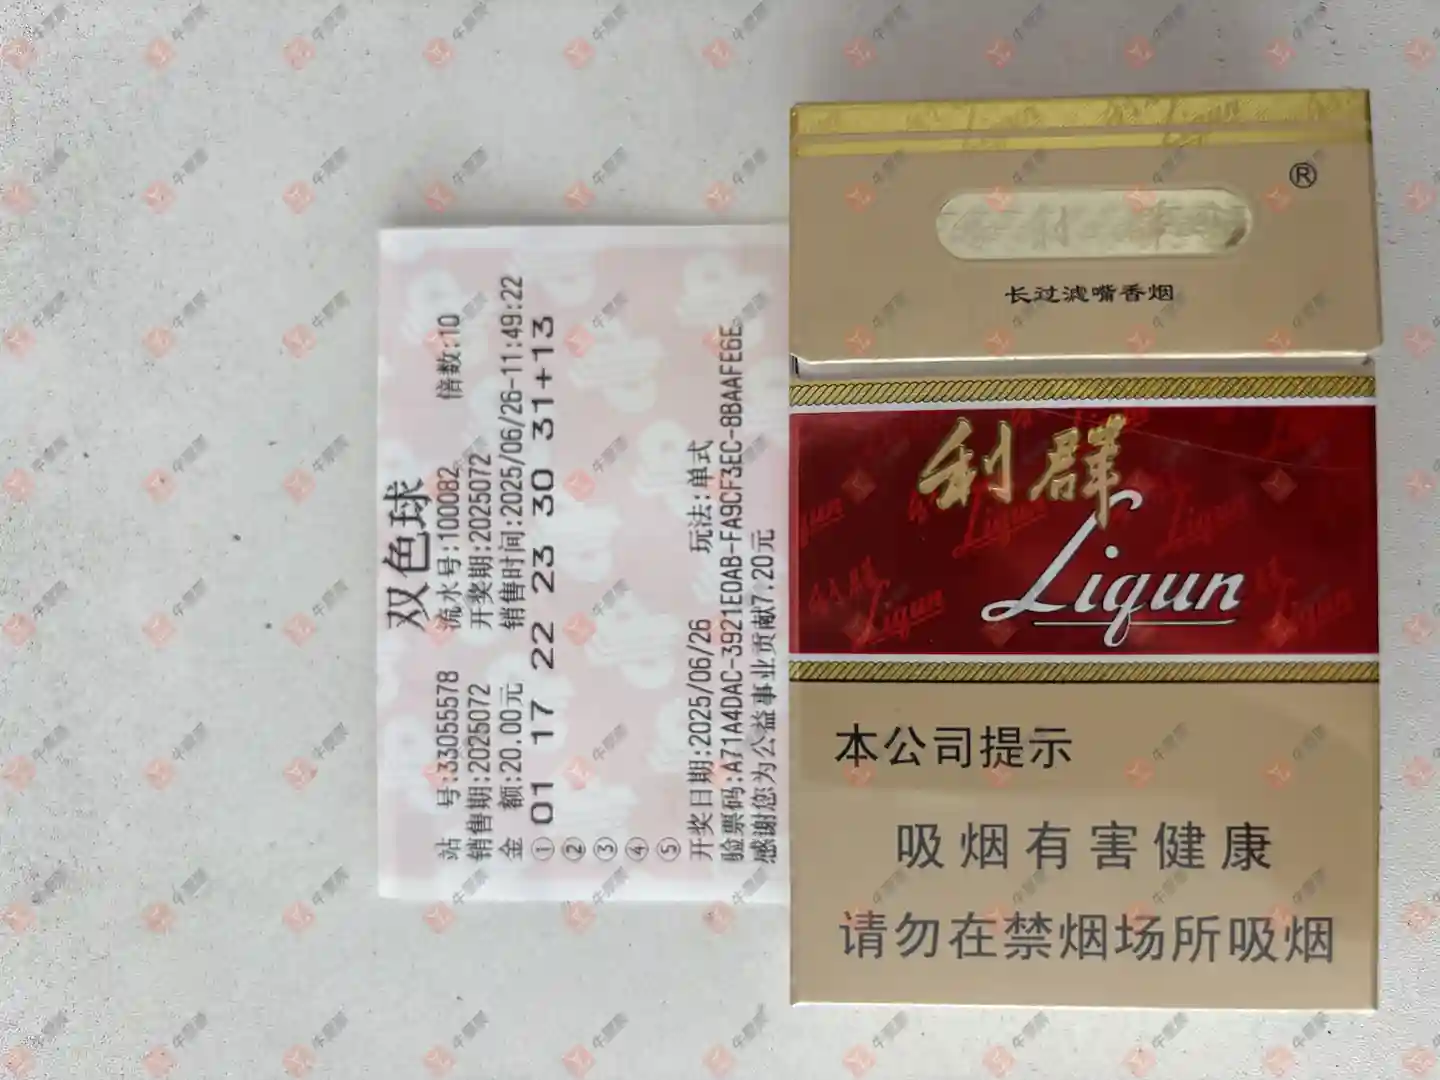 双色球
站 号:33055578 流水号:100082 倍数:10
销售期:2025072 开奖期:2025072
金 额:20.00元 销售时间:2025/06/26-11:49:22
① 01 17 22 23 30 31+13
②
③
④
⑤
开奖日期:2025/06/26 玩法:单式
验票码:A71A4DAC-3921E0AB-FA9CF3EC-8BAAFE6E
感谢您为公益事业贡献7.20元
®
利群
长过滤嘴香烟
利群
Liqun
本公司提示
吸烟有害健康
请勿在禁烟场所吸烟